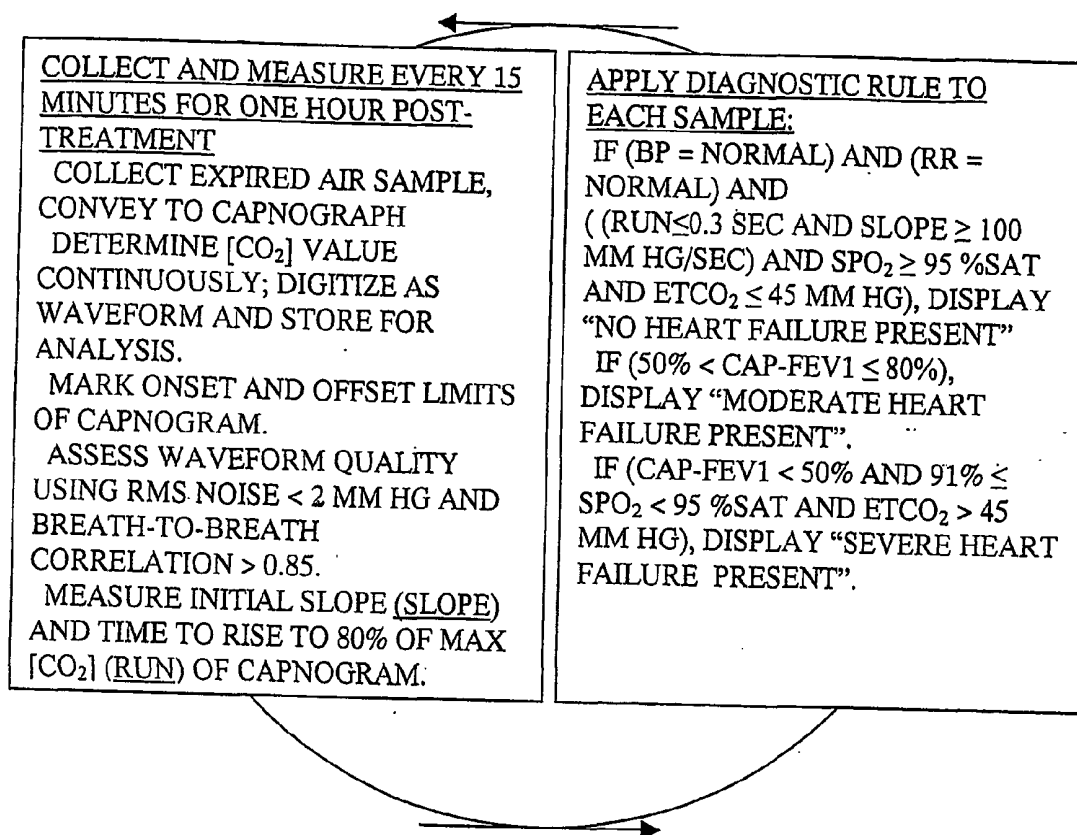 COLLECT AND MEASURE EVERY 15
MINUTES FOR ONE HOUR POST-
TREATMENT
COLLECT EXPIRED AIR SAMPLE,
CONVEY TO CAPNOGRAPH
DETERMINE [CO₂] VALUE
CONTINUOUSLY; DIGITIZE AS
WAVEFORM AND STORE FOR
ANALYSIS.
MARK ONSET AND OFFSET LIMITS
OF CAPNOGRAM.
ASSESS WAVEFORM QUALITY
USING RMS NOISE < 2 MM HG AND
BREATH-TO-BREATH
CORRELATION > 0.85.
MEASURE INITIAL SLOPE (SLOPE)
AND TIME TO RISE TO 80% OF MAX
[CO₂] (RUN) OF CAPNOGRAM.
APPLY DIAGNOSTIC RULE TO
EACH SAMPLE:
IF (BP = NORMAL) AND (RR =
NORMAL) AND
( (RUN≤0.3 SEC AND SLOPE ≥ 100
MM HG/SEC) AND SPO₂ ≥ 95 %SAT
AND ETCO₂ ≤ 45 MM HG), DISPLAY
“NO HEART FAILURE PRESENT”
IF (50% < CAP-FEV1 ≤ 80%),
DISPLAY “MODERATE HEART
FAILURE PRESENT”.
IF (CAP-FEV1 < 50% AND 91% ≤
SPO₂ < 95 %SAT AND ETCO₂ > 45
MM HG), DISPLAY “SEVERE HEART
FAILURE PRESENT”.